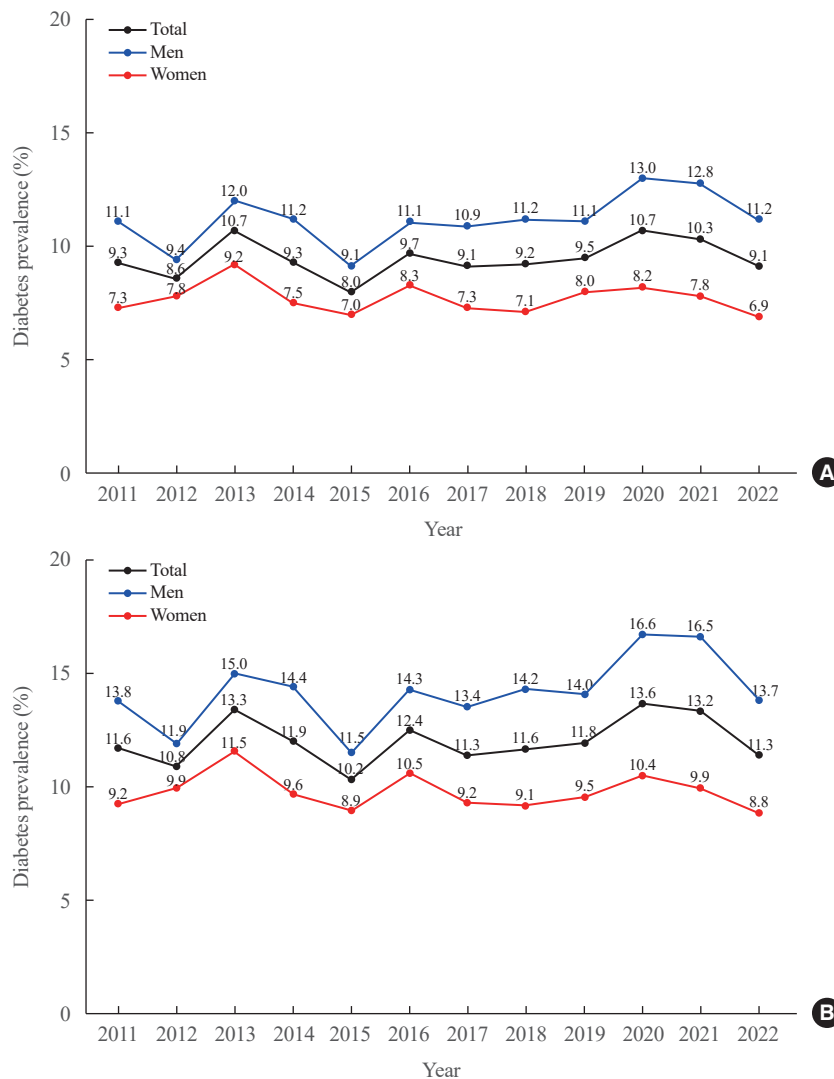 20
Total
Men
Women
15
10
5
0
Diabetes prevalence (%)
11.1 9.4 12.0 11.2 9.1 11.1 10.9 11.2 11.1 13.0 12.8 11.2
9.3 8.6 10.7 9.3 8.0 9.7 9.1 9.2 9.5 10.7 10.3 9.1
7.3 7.8 9.2 7.5 7.0 8.3 7.3 7.1 8.0 8.2 7.8 6.9
2011 2012 2013 2014 2015 2016 2017 2018 2019 2020 2021 2022
Year
A
20
Total
Men
Women
15
10
5
0
Diabetes prevalence (%)
13.8 11.9 15.0 14.4 11.5 14.3 13.4 14.2 14.0 16.6 16.5 13.7
11.6 10.8 13.3 11.9 10.2 12.4 11.3 11.6 11.8 13.6 13.2 11.3
9.2 9.9 11.5 9.6 8.9 10.5 9.2 9.1 9.5 10.4 9.9 8.8
2011 2012 2013 2014 2015 2016 2017 2018 2019 2020 2021 2022
Year
B